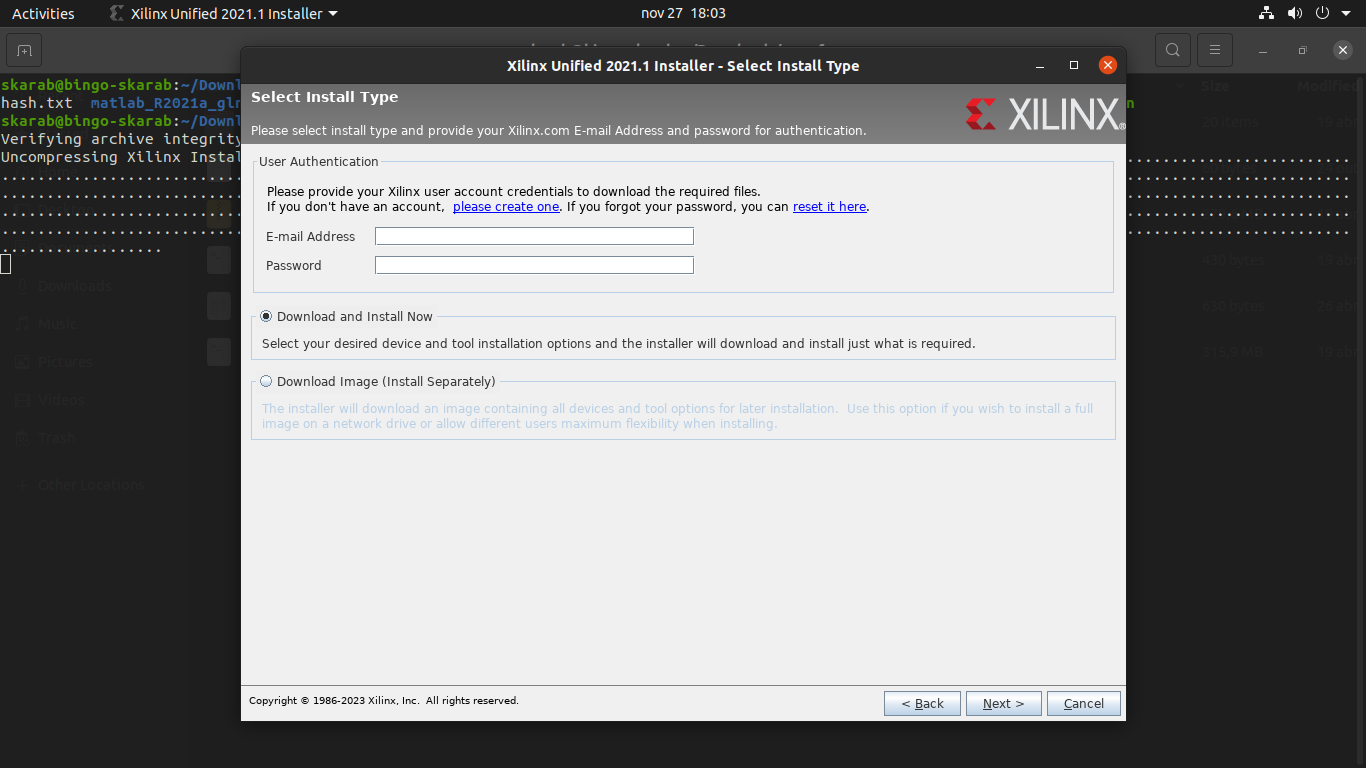 Activities Xilinx Unified 2021.1 Installer nov 27 18:03
Xilinx Unified 2021.1 Installer - Select Install Type
skarab@bingo-skarab:~/Downl
hash.txt matlab_R2021a_gln
skarab@bingo-skarab:~/Downl
Verifying archive integrity
Uncompressing Xilinx Instal
Select Install Type
Please select install type and provide your Xilinx.com E-mail Address and password for authentication.
XILINX®
User Authentication
Please provide your Xilinx user account credentials to download the required files.
If you don't have an account, please create one. If you forgot your password, you can reset it here.
E-mail Address
Password
Download and Install Now
Select your desired device and tool installation options and the installer will download and install just what is required.
Download Image (Install Separately)
The installer will download an image containing all devices and tool options for later installation. Use this option if you wish to install a full
image on a network drive or allow different users maximum flexibility when installing.
Copyright © 1986-2023 Xilinx, Inc. All rights reserved.
< Back Next > Cancel
Downloads
Music
Pictures
Videos
Trash
Other Locations
Size Modified
20 items
430 bytes
630 bytes
515,9 MB